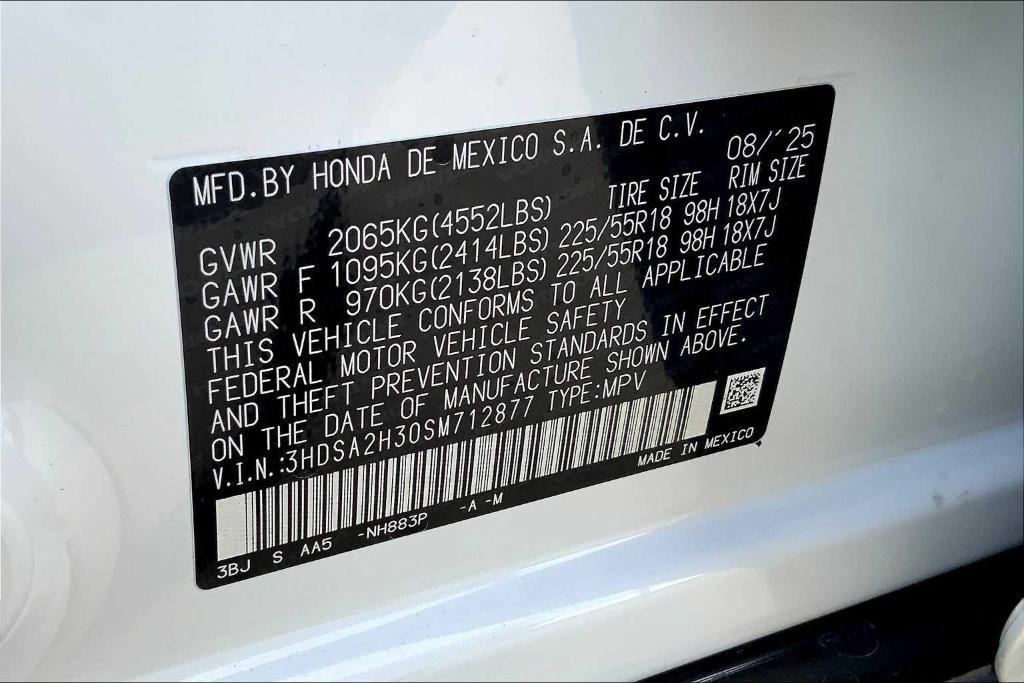 MFD.BY HONDA DE MEXICO S.A. DE C.V. 08/'25
TIRE SIZE RIM SIZE
GVWR 2065KG(4552LBS)
GAWR F 1095KG(2414LBS) 225/55R18 98H 18X7J
GAWR R 970KG(2138LBS) 225/55R18 98H 18X7J
THIS VEHICLE CONFORMS TO ALL APPLICABLE
FEDERAL MOTOR VEHICLE SAFETY
AND THEFT PREVENTION STANDARDS IN EFFECT
ON THE DATE OF MANUFACTURE SHOWN ABOVE.
V.I.N.:3HDSA2H30SM712877 TYPE:MPV
MADE IN MEXICO
3BJ S AA5 -NH883P -A -M